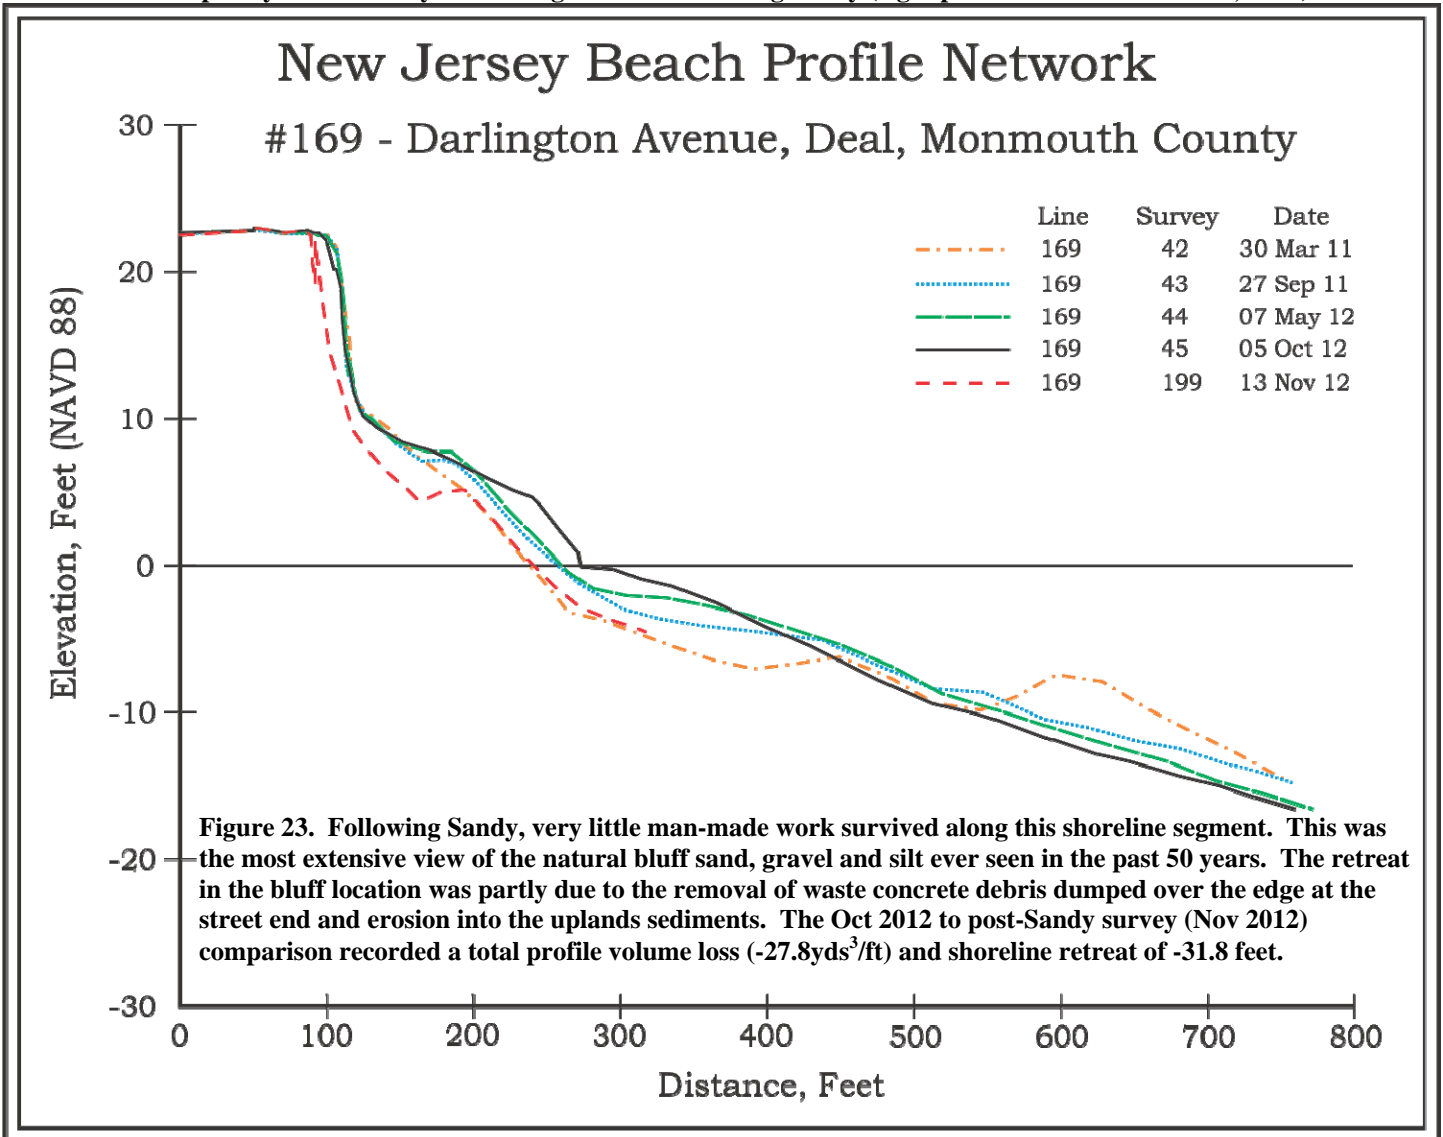 New Jersey Beach Profile Network
#169 - Darlington Avenue, Deal, Monmouth County
Line Survey Date
169 42 30 Mar 11
169 43 27 Sep 11
169 44 07 May 12
169 45 05 Oct 12
169 199 13 Nov 12
Elevation, Feet (NAVD 88)
30
20
10
0
-10
-20
-30
Figure 23. Following Sandy, very little man-made work survived along this shoreline segment. This was
the most extensive view of the natural bluff sand, gravel and silt ever seen in the past 50 years. The retreat
in the bluff location was partly due to the removal of waste concrete debris dumped over the edge at the
street end and erosion into the uplands sediments. The Oct 2012 to post-Sandy survey (Nov 2012)
comparison recorded a total profile volume loss (-27.8yds³/ft) and shoreline retreat of -31.8 feet.
0 100 200 300 400 500 600 700 800
Distance, Feet